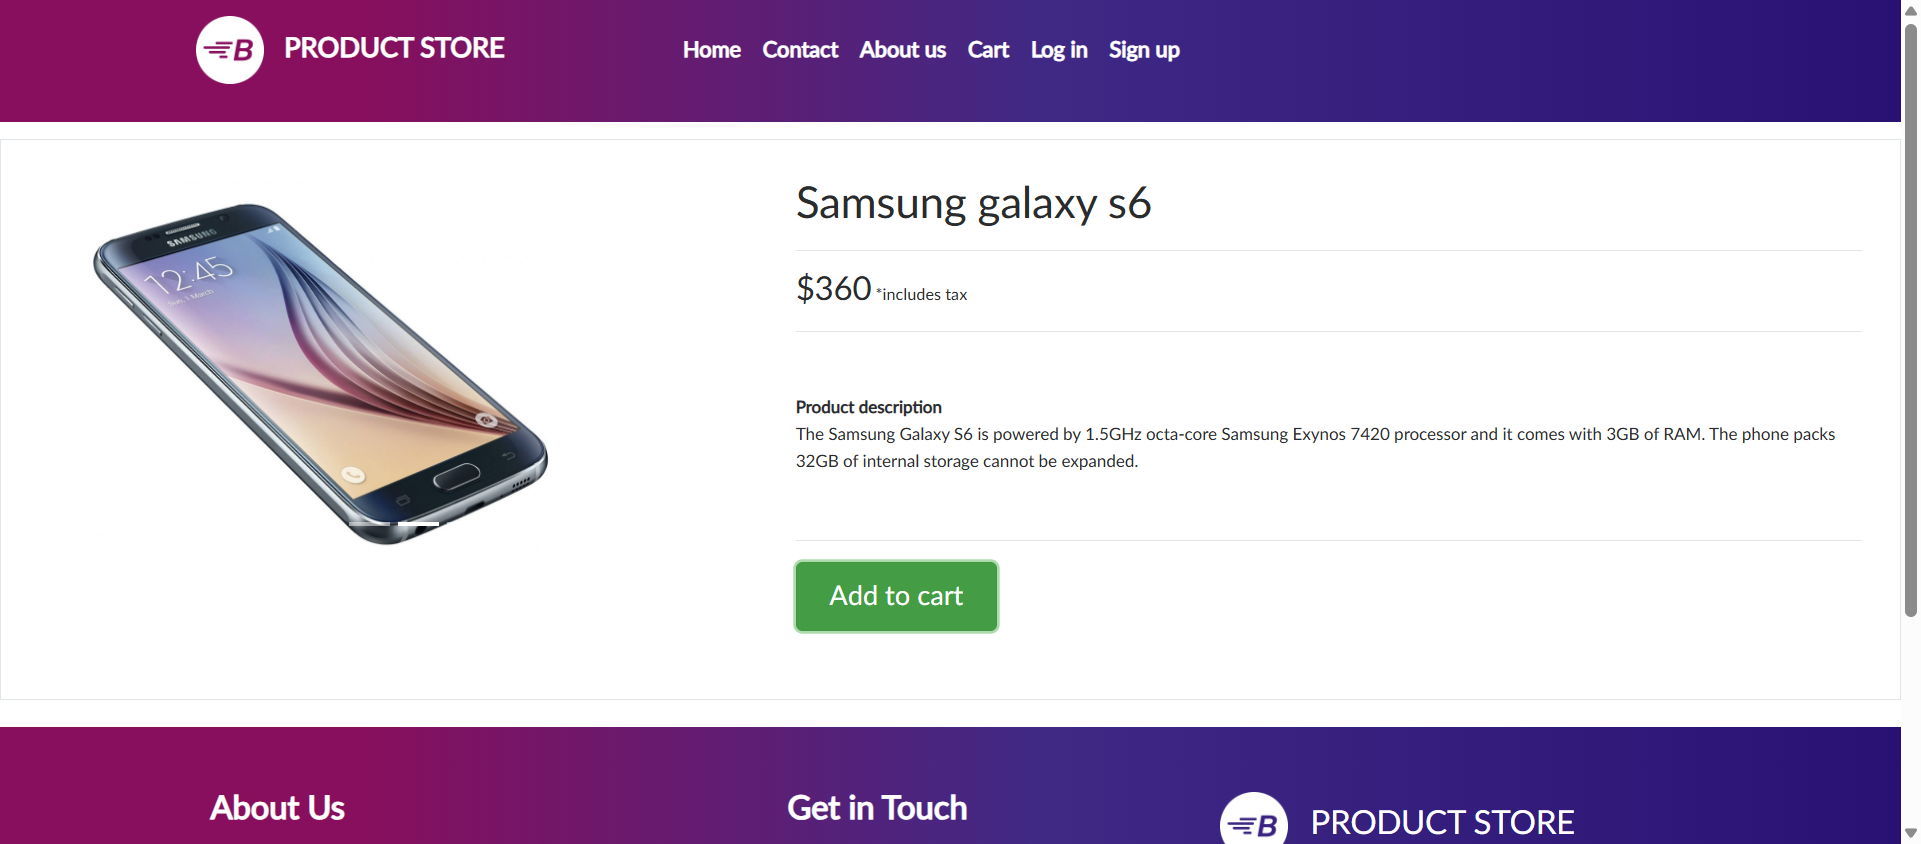 B PRODUCT STORE
Home Contact About us Cart Log in Sign up
SAMSUNG
12:45
Sun, 1 March
Samsung galaxy s6
$360 *includes tax
Product description
The Samsung Galaxy S6 is powered by 1.5GHz octa-core Samsung Exynos 7420 processor and it comes with 3GB of RAM. The phone packs
32GB of internal storage cannot be expanded.
Add to cart
About Us
Get in Touch
B PRODUCT STORE